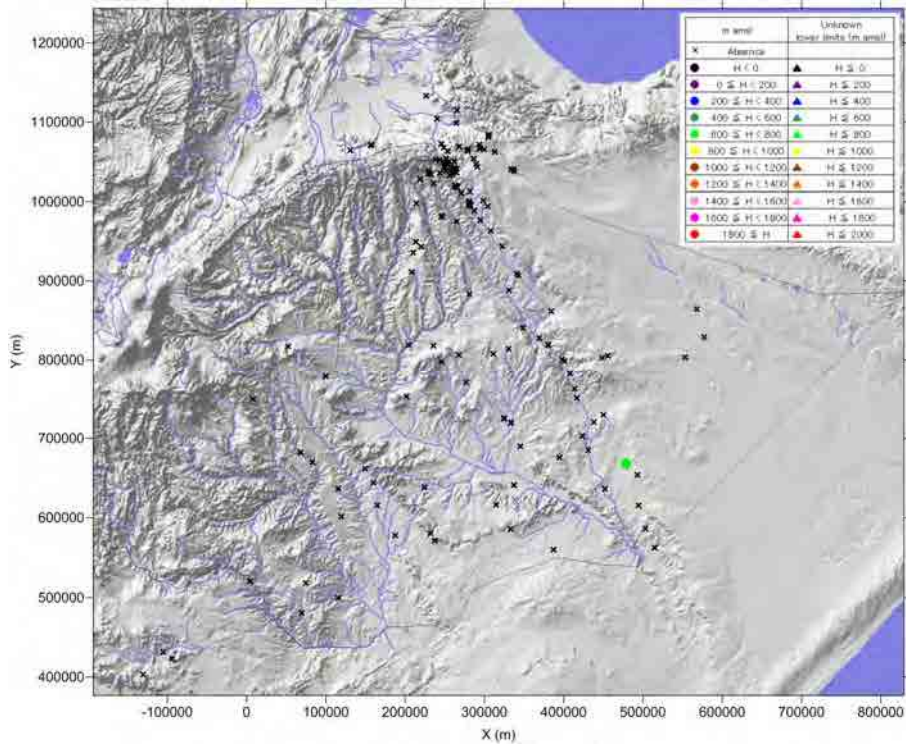 m amsl
Unknown
lower limits (m amsl)
× Absence
H < 0
H ≦ 0
0 ≦ H < 200
H ≦ 200
200 ≦ H < 400
H ≦ 400
400 ≦ H < 600
H ≦ 600
600 ≦ H < 800
H ≦ 800
800 ≦ H < 1000
H ≦ 1000
1000 ≦ H < 1200
H ≦ 1200
1200 ≦ H < 1400
H ≦ 1400
1400 ≦ H < 1600
H ≦ 1600
1600 ≦ H < 1800
H ≦ 1800
1800 ≦ H
H ≦ 2000
1200000
1100000
1000000
900000
800000
700000
600000
500000
400000
Y (m)
-100000 0 100000 200000 300000 400000 500000 600000 700000 800000
X (m)